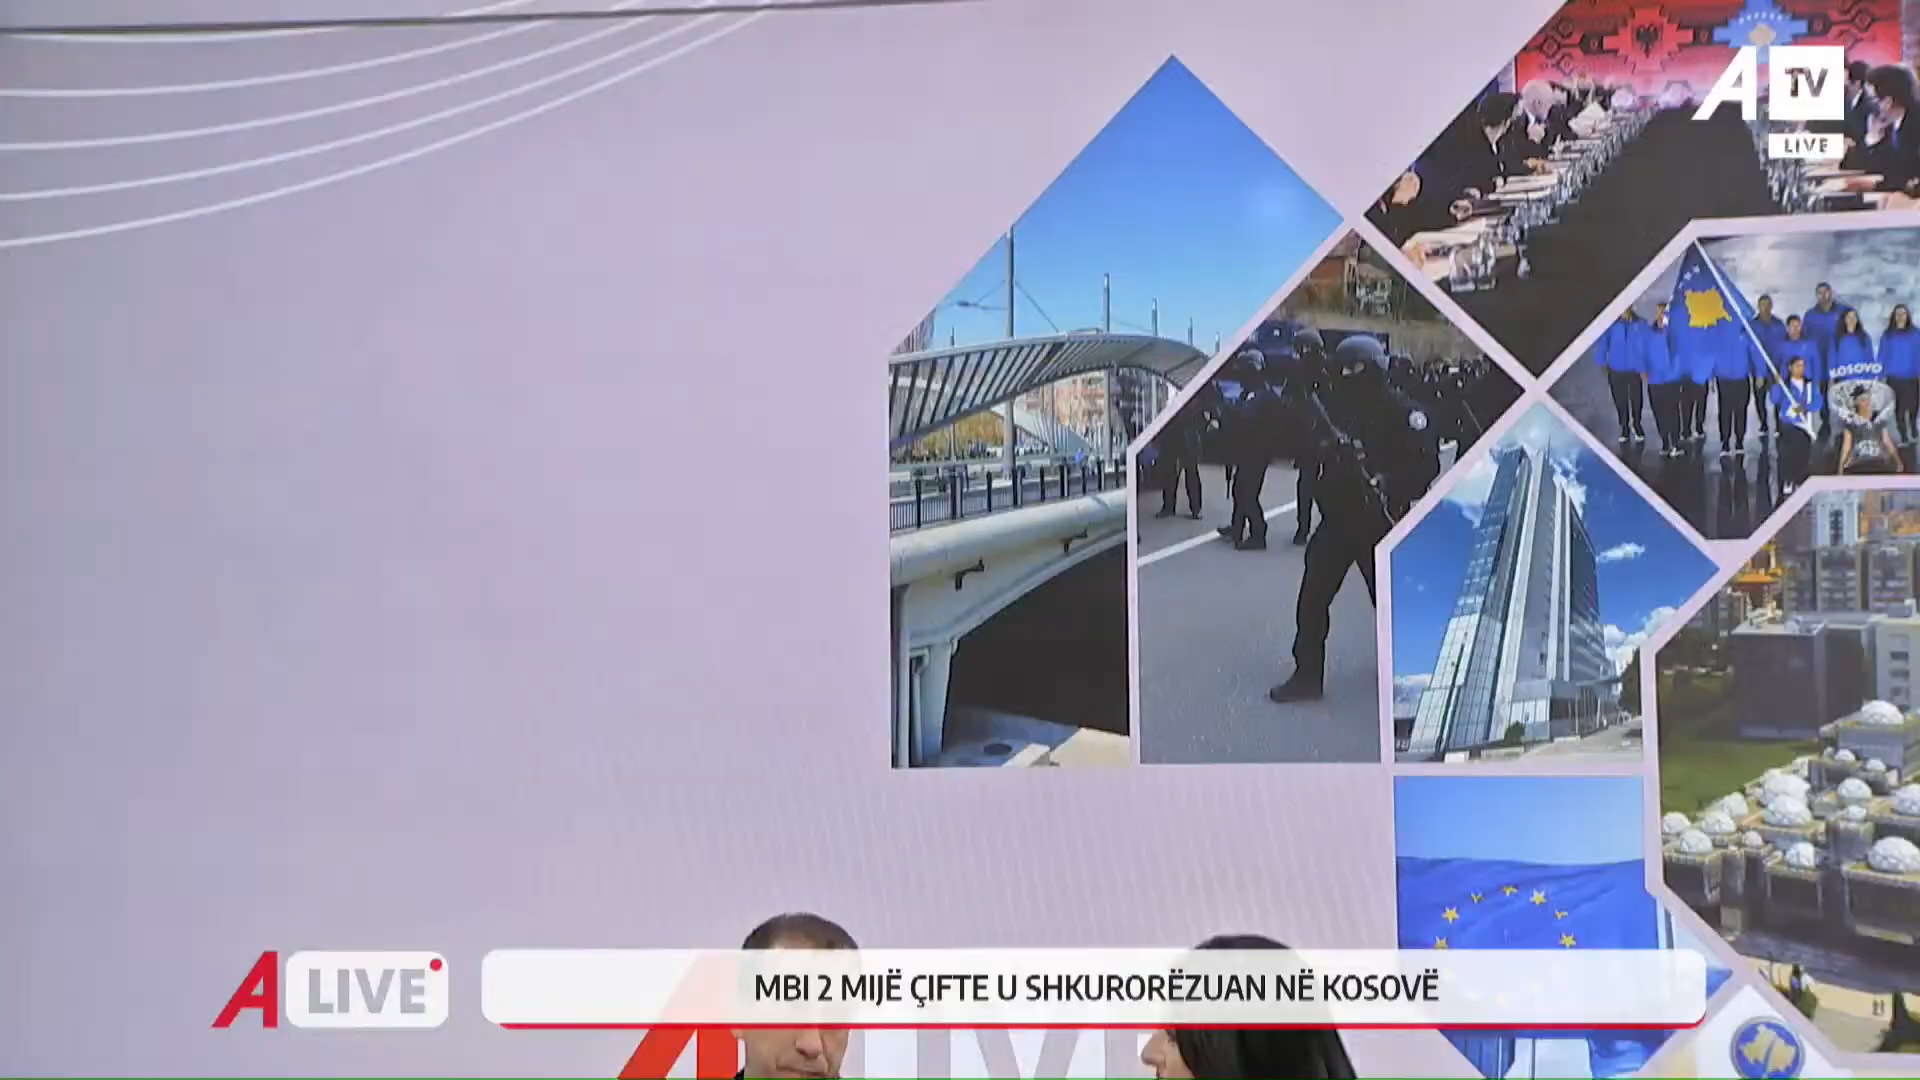 A TV
LIVE
KOSOVO
A LIVE
MBI 2 MIJË ÇIFTE U SHKURORËZUAN NË KOSOVË